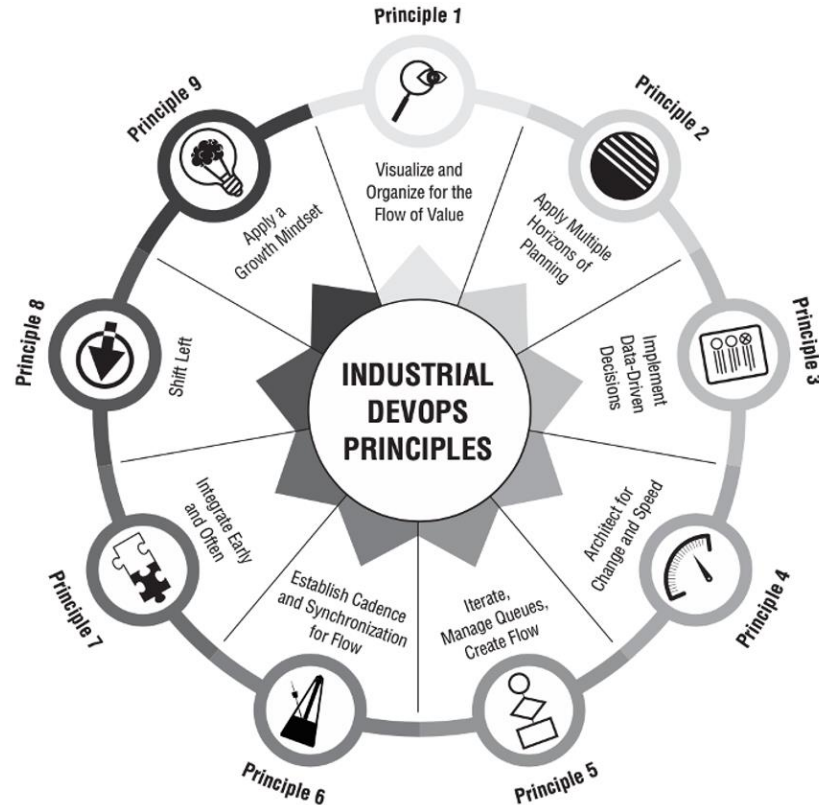 Principle 1
Visualize and
Organize for the
Flow of Value
Principle 2
Apply Multiple
Horizons of
Planning
Principle 3
Implement
Data-Driven
Decisions
Principle 4
Architect for
Change and Speed
Principle 5
Iterate,
Manage Queues,
Create Flow
Principle 6
Establish Cadence
and Synchronization
for Flow
Principle 7
Integrate Early
and Often
Principle 8
Shift Left
Principle 9
Apply a
Growth Mindset
INDUSTRIAL
DEVOPS
PRINCIPLES